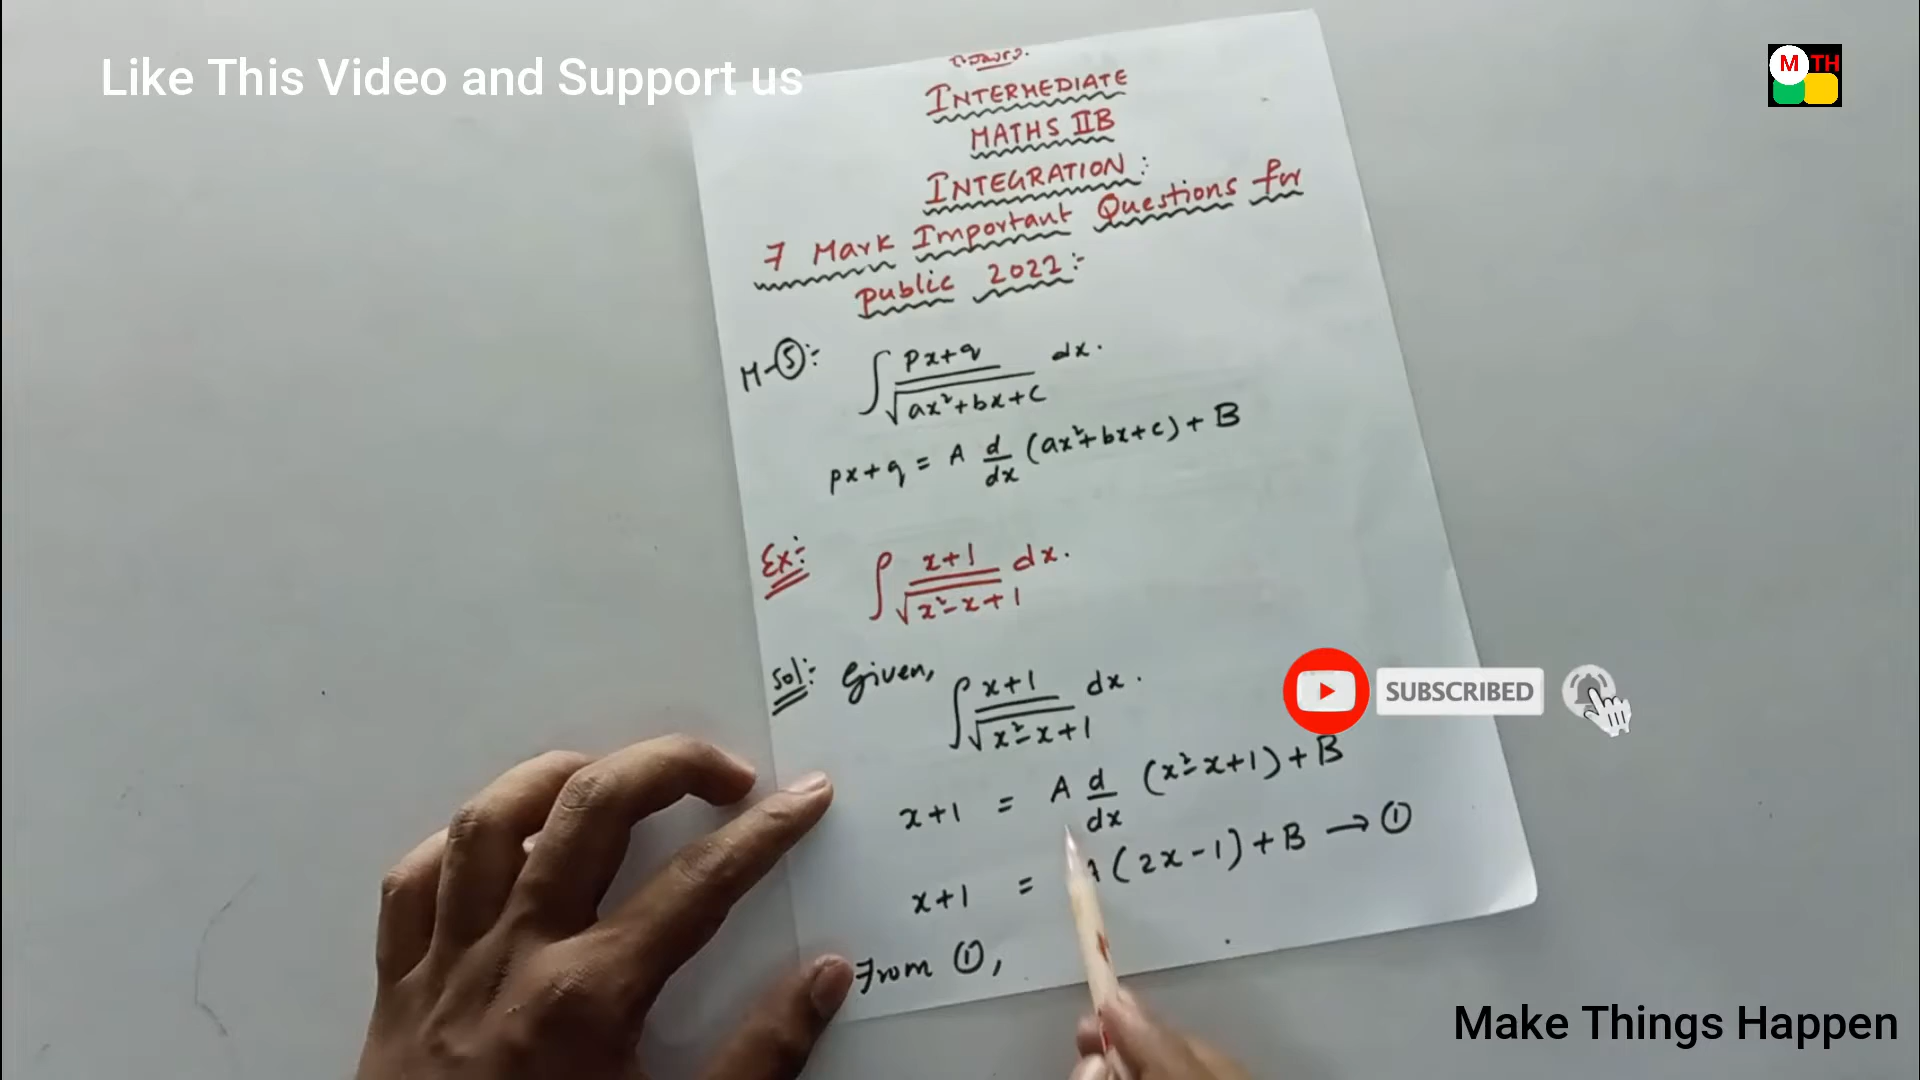 Like This Video and Support us
M TH
INTERMEDIATE
MATHS IIB
INTEGRATION:
7 Mark Important Questions for
public 2022:-
M-⑤:- ∫ px+q / √ax²+bx+c dx.
px+q = A d/dx (ax²+bx+c) + B
Ex:- ∫ x+1 / √x²-x+1 dx.
Sol:- Given, ∫ x+1 / √x²-x+1 dx.
SUBSCRIBED
x+1 = A d/dx (x²-x+1) + B
x+1 = A(2x-1) + B → ①
From ①,
Make Things Happen